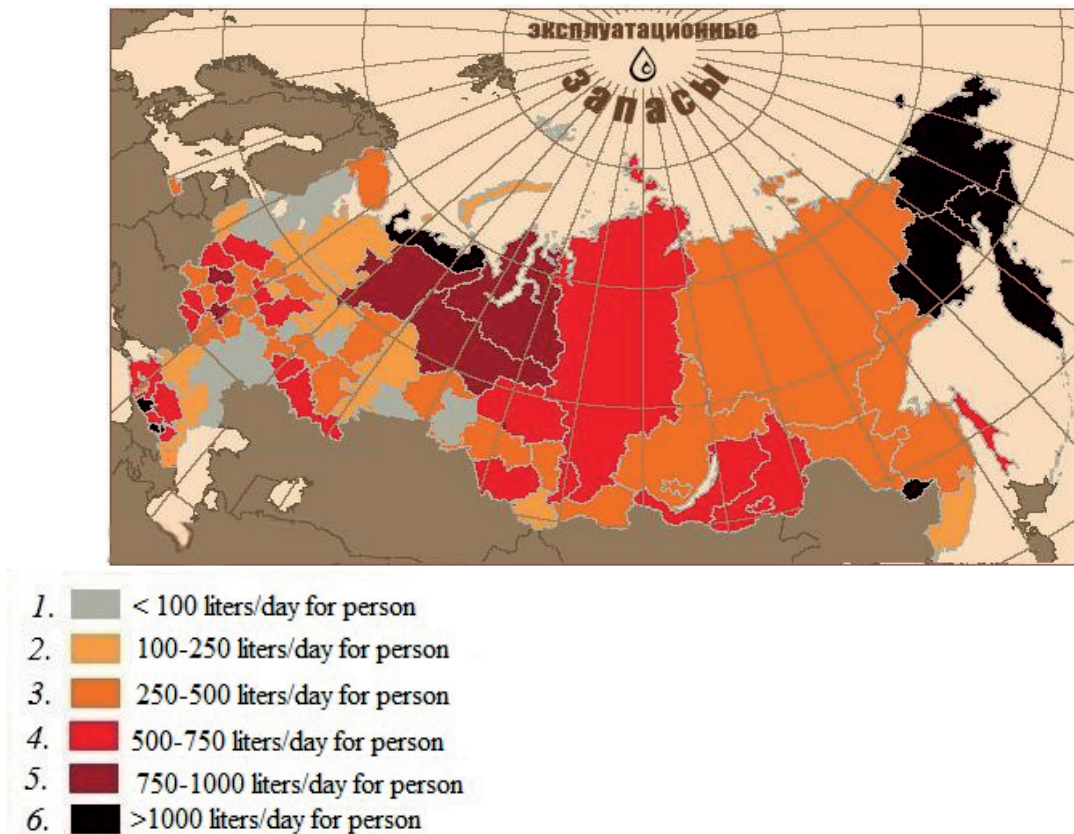 эксплуатационные
запасы
1. < 100 liters/day for person
2. 100-250 liters/day for person
3. 250-500 liters/day for person
4. 500-750 liters/day for person
5. 750-1000 liters/day for person
6. >1000 liters/day for person